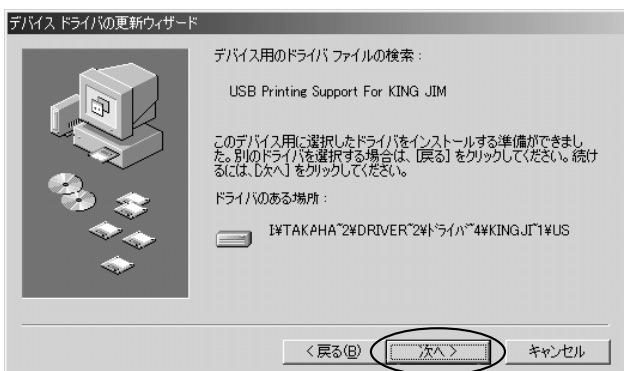 デバイス ドライバの更新ウィザード
デバイス用のドライバ ファイルの検索：
USB Printing Support For KING JIM
このデバイス用に選択したドライバをインストールする準備ができまし
た。別のドライバを選択する場合は、[戻る] をクリックしてください。続け
るには、[次へ] をクリックしてください。
ドライバのある場所：
I¥TAKAHA~2¥DRIVER~2¥ﾄﾞﾗｲﾊﾞ~4¥KINGJI~1¥US
< 戻る(B)
次へ >
キャンセル